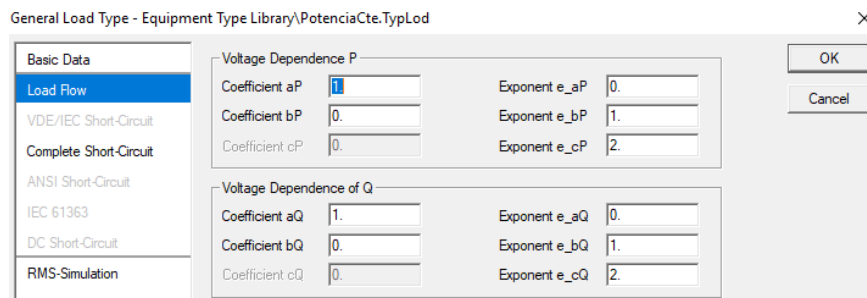 General Load Type - Equipment Type Library\PotenciaCte.TypLod
Basic Data
Load Flow
VDE/IEC Short-Circuit
Complete Short-Circuit
ANSI Short-Circuit
IEC 61363
DC Short-Circuit
RMS-Simulation
Voltage Dependence P
Coefficient aP 1. Exponent e_aP 0.
Coefficient bP 0. Exponent e_bP 1.
Coefficient cP 0. Exponent e_cP 2.
Voltage Dependence of Q
Coefficient aQ 1. Exponent e_aQ 0.
Coefficient bQ 0. Exponent e_bQ 1.
Coefficient cQ 0. Exponent e_cQ 2.
OK
Cancel